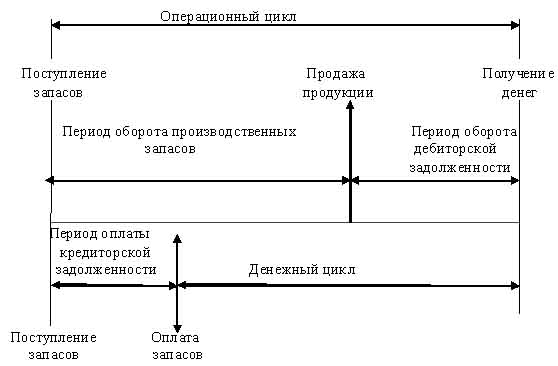 Операционный цикл
Поступление
запасов
Продажа
продукции
Получение
денег
Период оборота производственных
запасов
Период оборота
дебиторской
задолженности
Период оплаты
кредиторской
задолженности
Денежный цикл
Поступление
запасов
Оплата
запасов